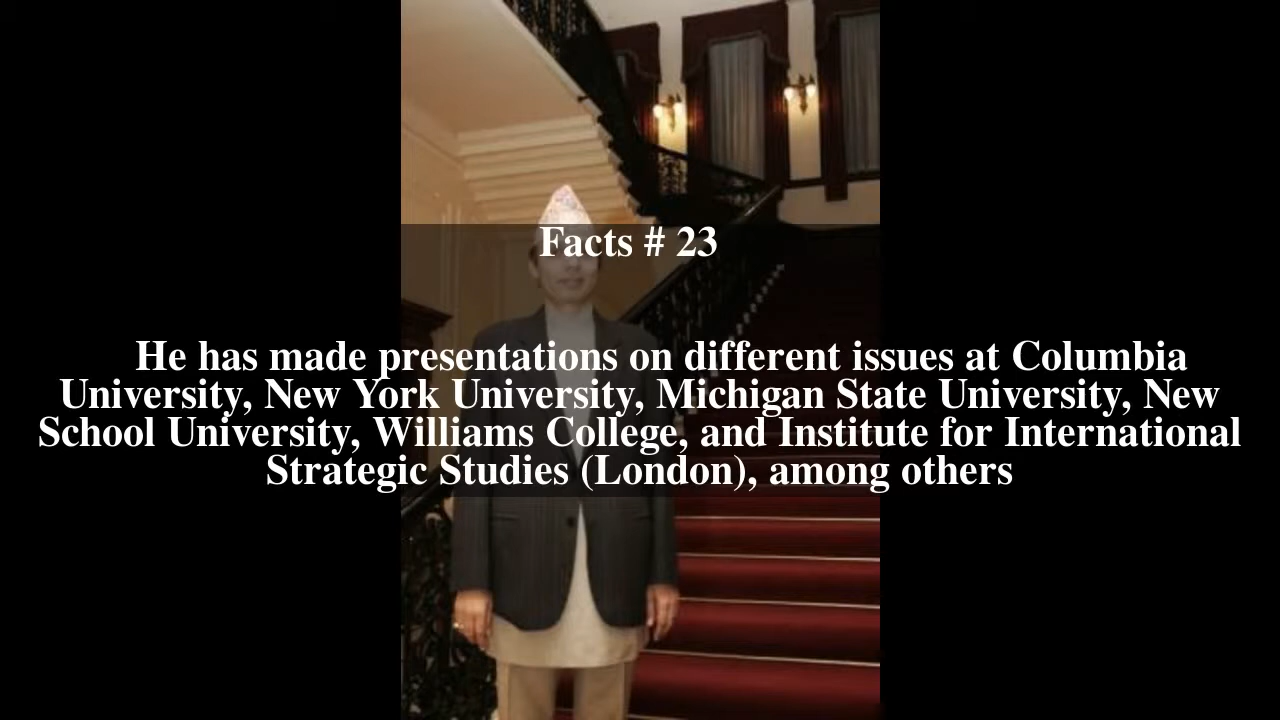 Facts # 23
He has made presentations on different issues at Columbia
University, New York University, Michigan State University, New
School University, Williams College, and Institute for International
Strategic Studies (London), among others